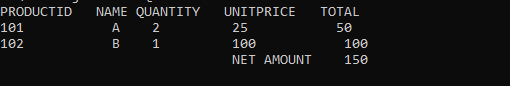 PRODUCTID NAME QUANTITY UNITPRICE TOTAL
101 A 2 25 50
102 B 1 100 100
NET AMOUNT 150